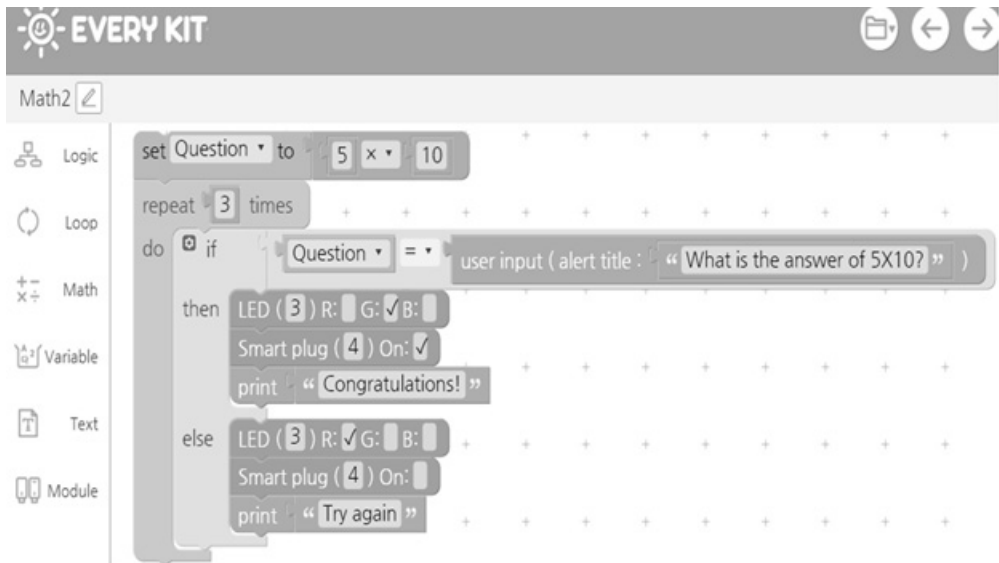 EVERY KIT
Math2
Logic
Loop
Math
Variable
Text
Module
set Question to 5 × 10
repeat 3 times
do if Question = user input ( alert title : “ What is the answer of 5X10? ” )
then LED ( 3 ) R: G: ✓ B:
Smart plug ( 4 ) On: ✓
print “ Congratulations! ”
else LED ( 3 ) R: ✓ G: B:
Smart plug ( 4 ) On:
print “ Try again ”